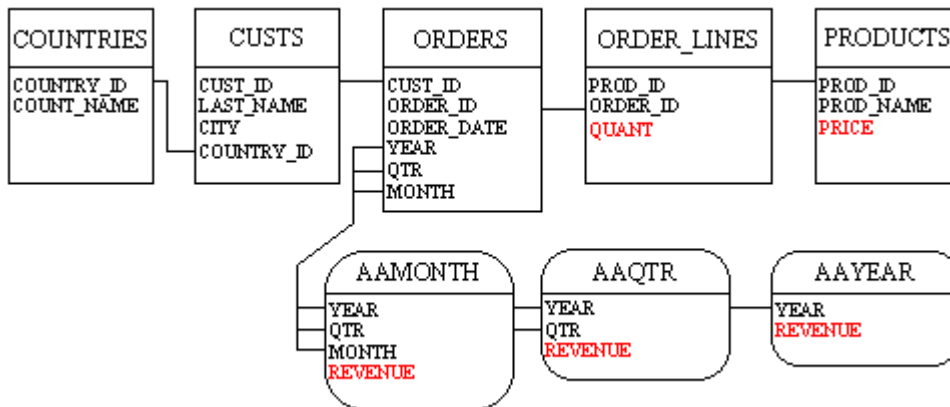 COUNTRIES
COUNTRY_ID
COUNT_NAME
CUSTS
CUST_ID
LAST_NAME
CITY
COUNTRY_ID
ORDERS
CUST_ID
ORDER_ID
ORDER_DATE
YEAR
QTR
MONTH
ORDER_LINES
PROD_ID
ORDER_ID
QUANT
PRODUCTS
PROD_ID
PROD_NAME
PRICE
AAMONTH
YEAR
QTR
MONTH
REVENUE
AAQTR
YEAR
QTR
REVENUE
AAYEAR
YEAR
REVENUE